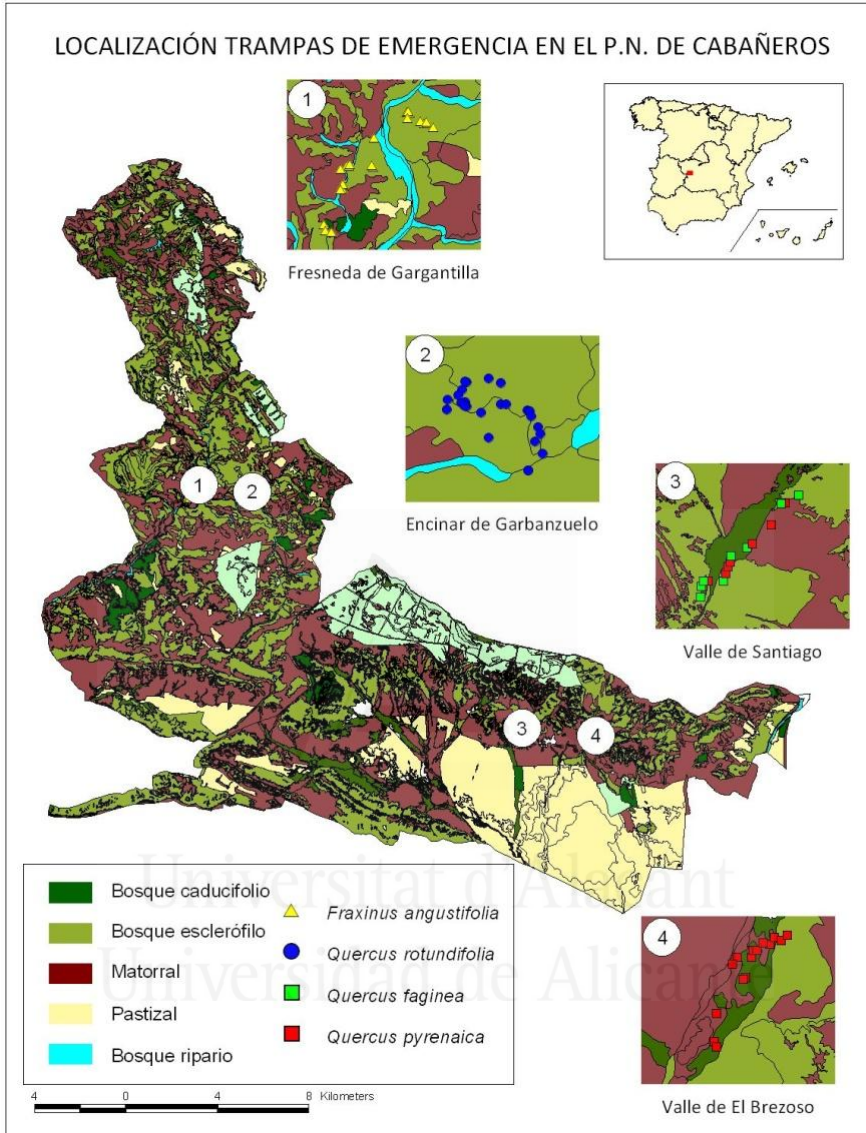 LOCALIZACIÓN TRAMPAS DE EMERGENCIA EN EL P.N. DE CABAÑEROS
1
Fresneda de Gargantilla
2
Encinar de Garbanzuelo
1
2
3
Valle de Santiago
3
4
Bosque caducifolio
Bosque esclerófilo
Matorral
Pastizal
Bosque ripario
Fraxinus angustifolia
Quercus rotundifolia
Quercus faginea
Quercus pyrenaica
4
Valle de El Brezoso
4 0 4 8 Kilometers
Universitat d'Alacant
Universidad de Alicante